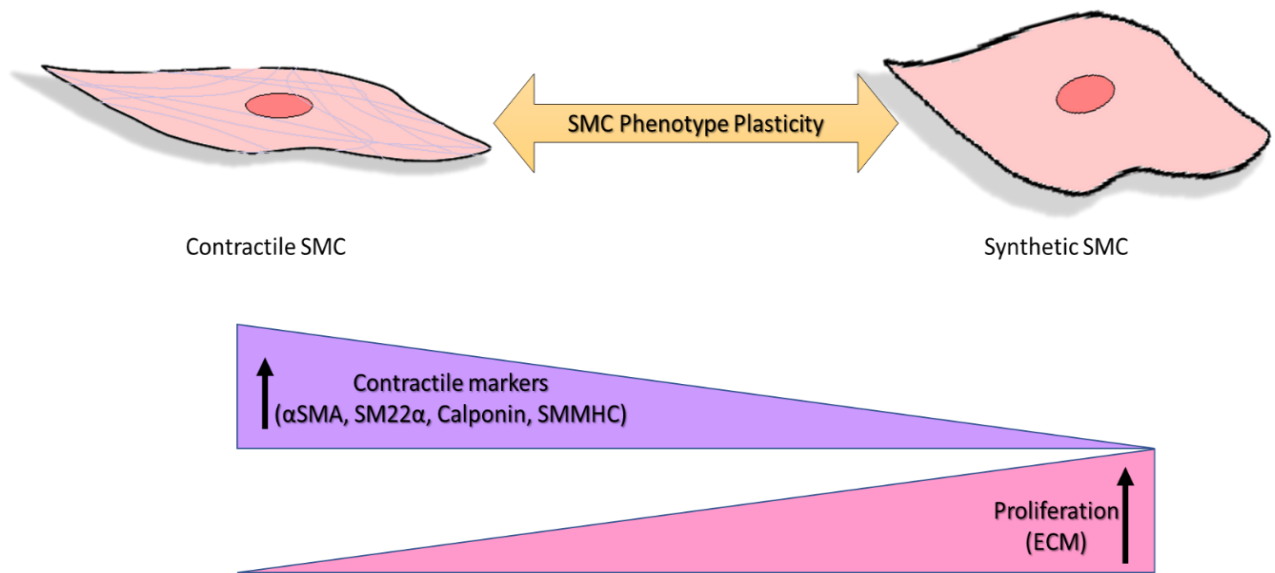 SMC Phenotype Plasticity
Contractile SMC
Synthetic SMC
Contractile markers
(αSMA, SM22α, Calponin, SMMHC)
Proliferation
(ECM)